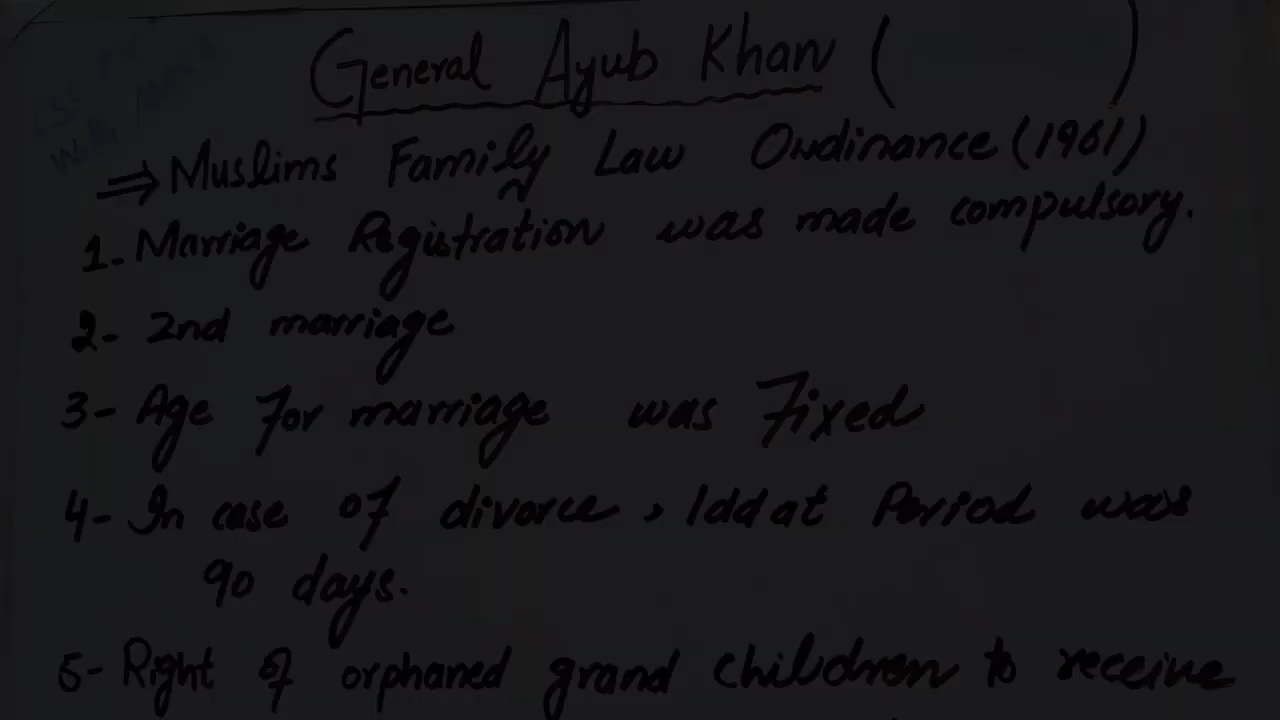 General Ayub Khan (          )
⇒ Muslims Family Law Ordinance (1961)
1. Marriage Registration was made compulsory.
2- 2nd marriage
3- Age for marriage was Fixed
4- In case of divorce, Iddat Period was
90 days.
5- Right of orphaned grand children to receive